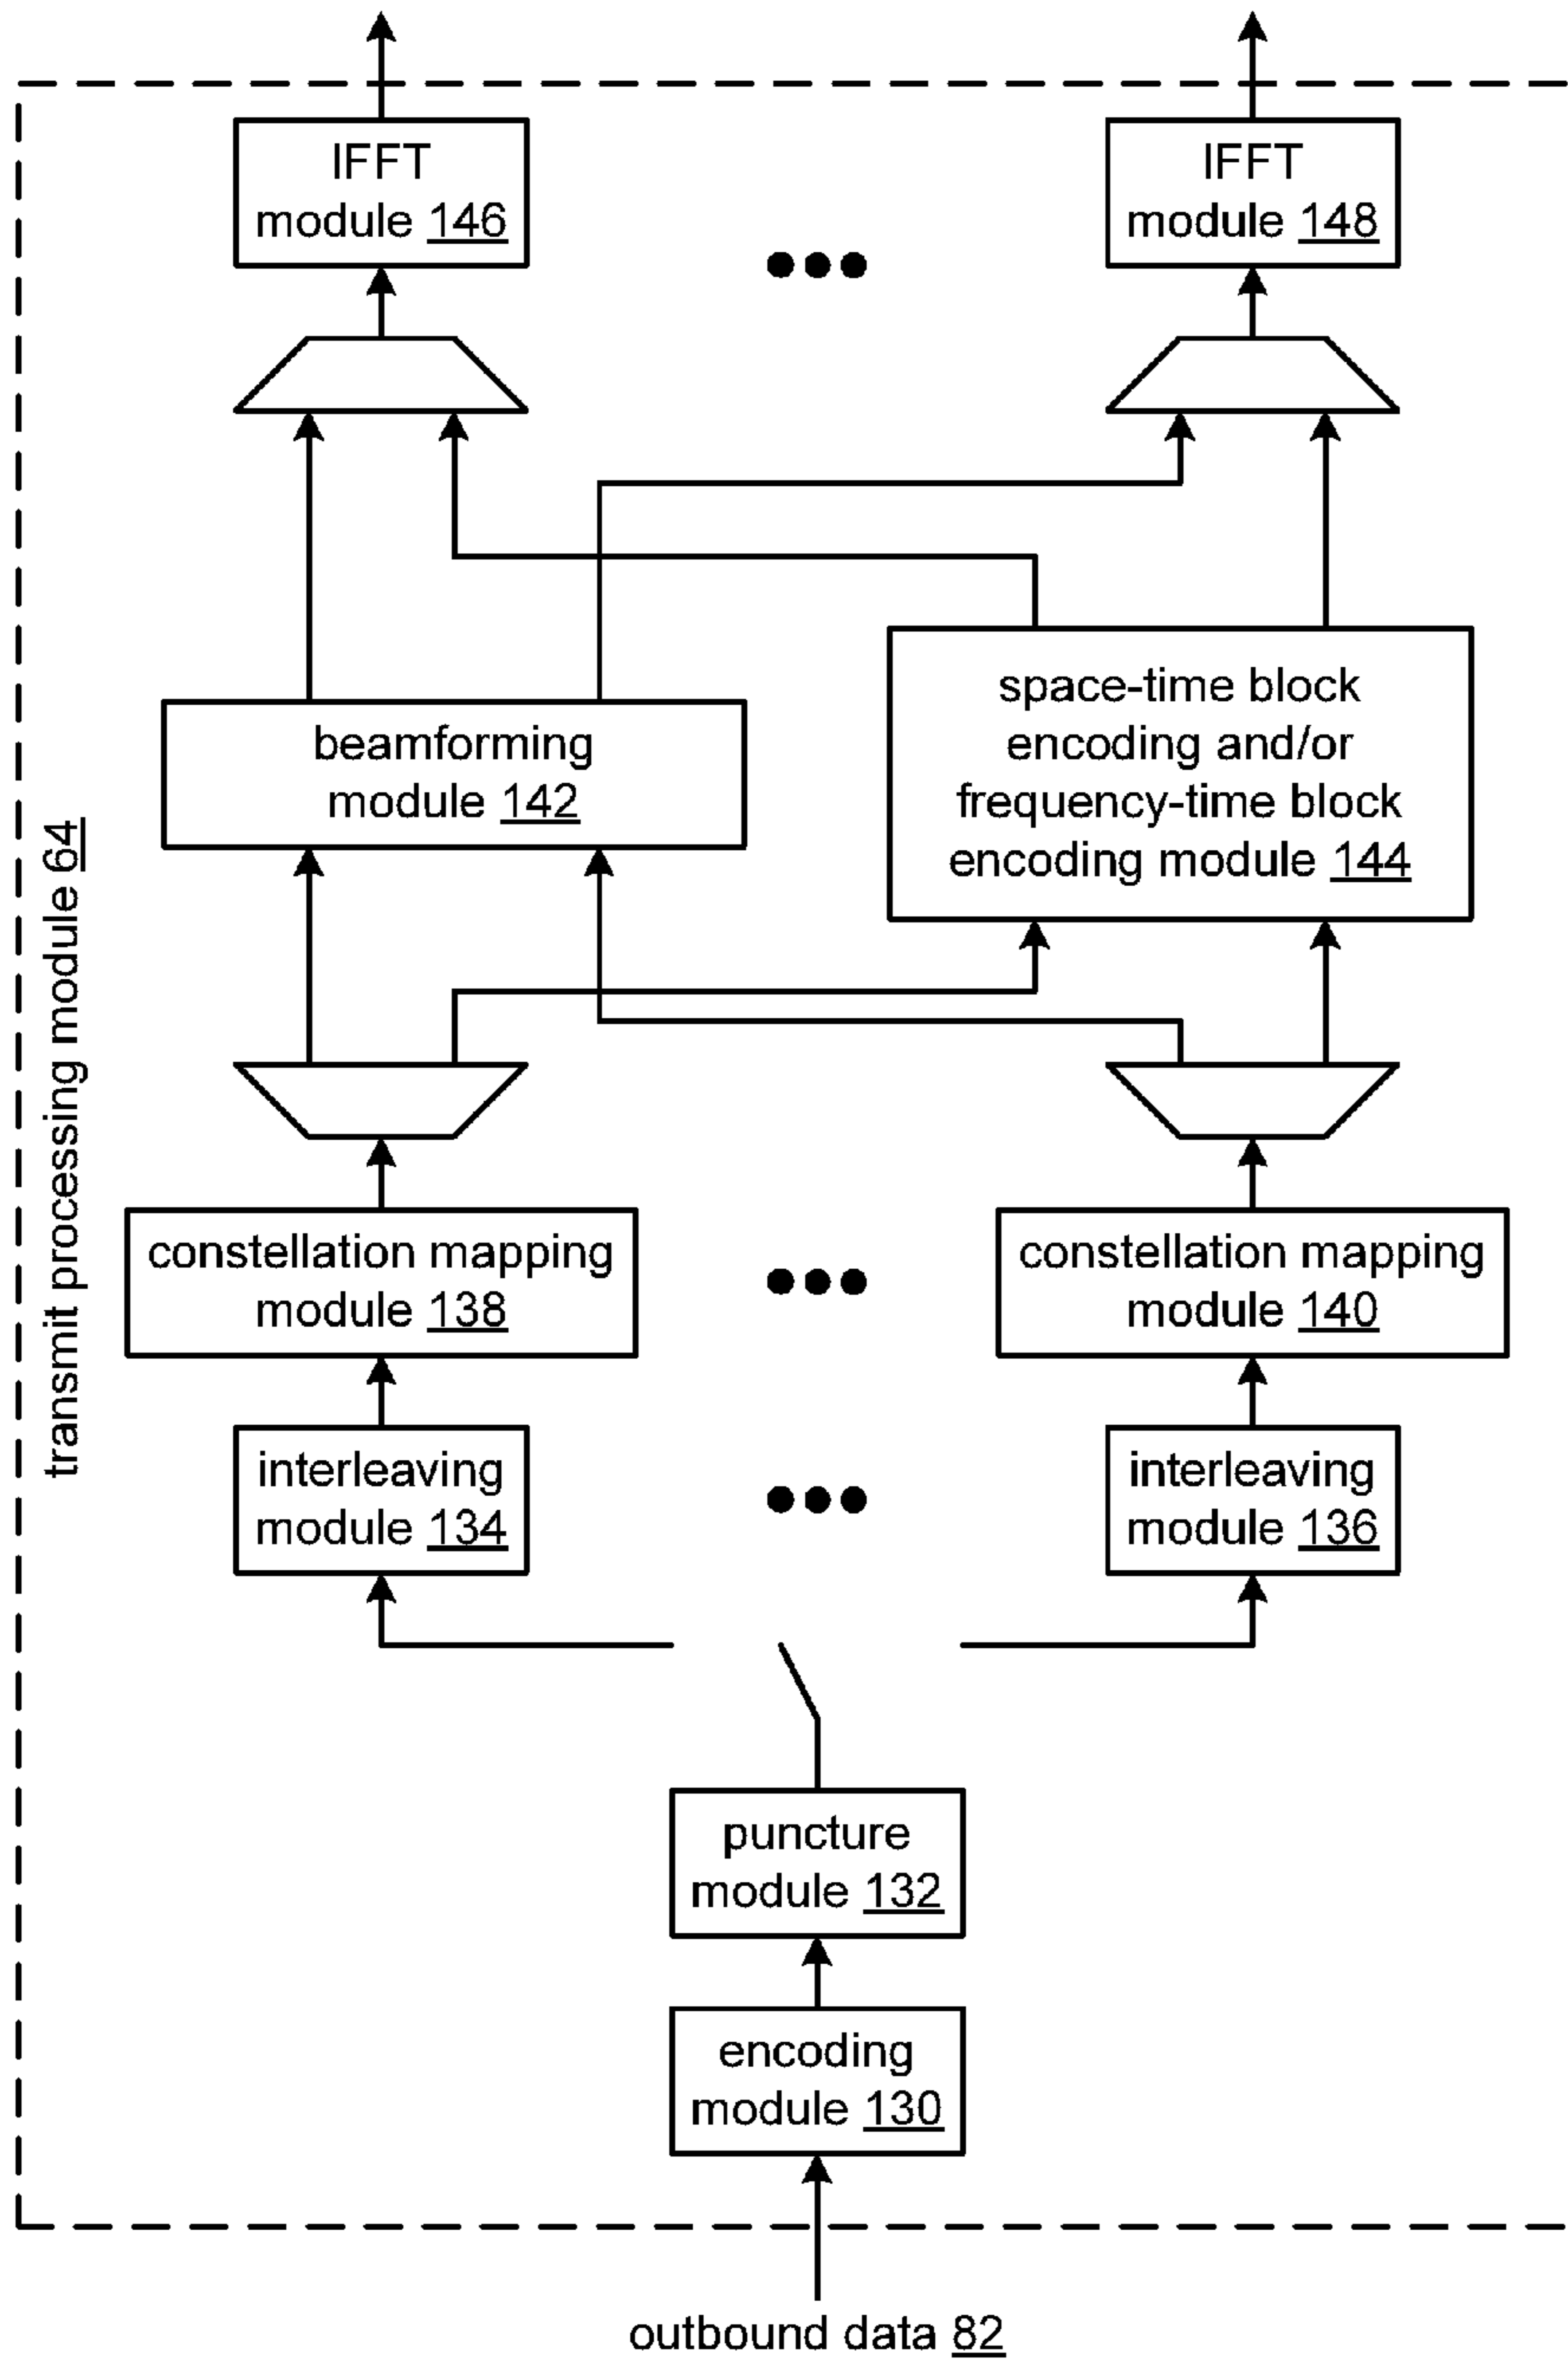 IFFT
module 146
IFFT
module 148
beamforming
module 142
space-time block
encoding and/or
frequency-time block
encoding module 144
transmit processing module 64
constellation mapping
module 138
constellation mapping
module 140
interleaving
module 134
interleaving
module 136
puncture
module 132
encoding
module 130
outbound data 82